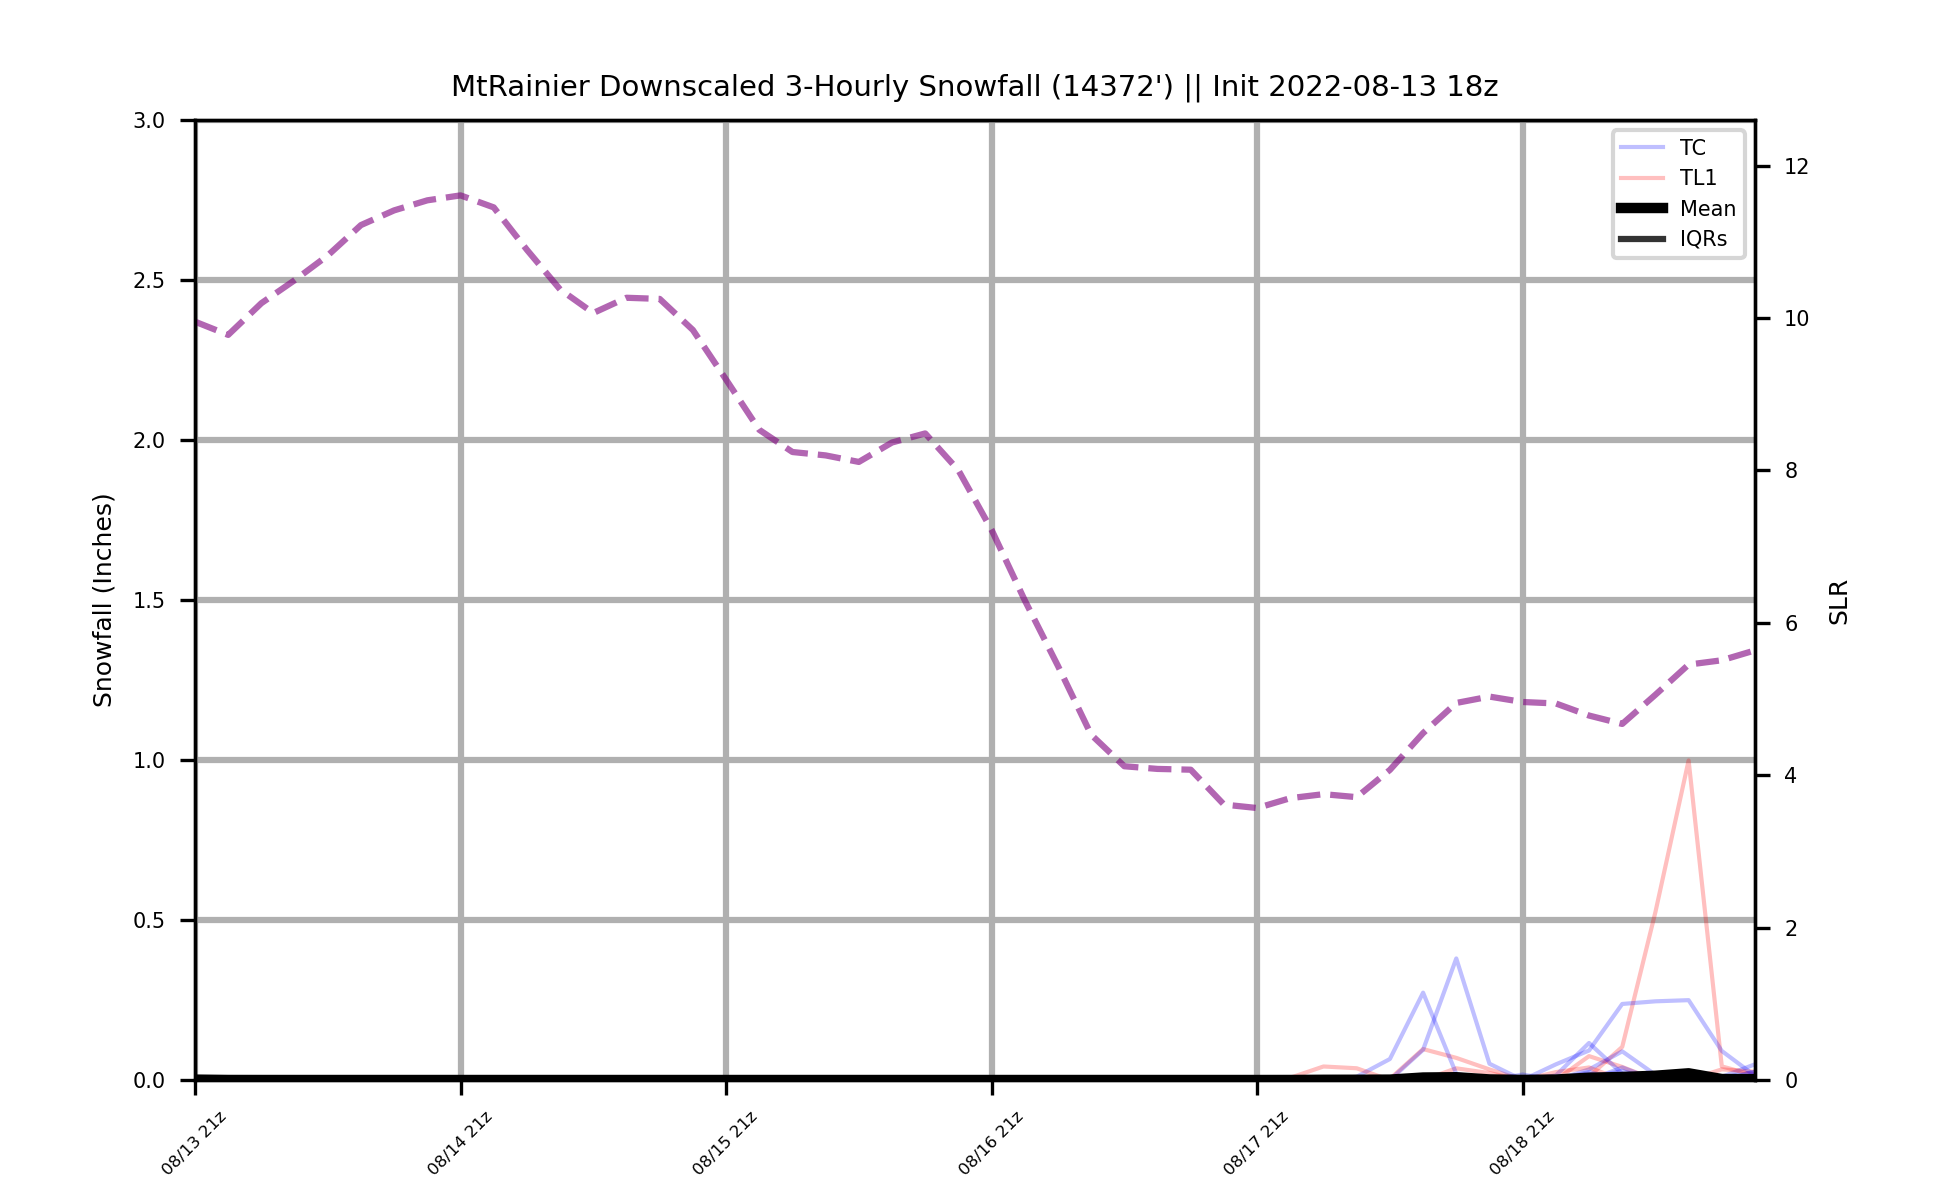 MtRainier Downscaled 3-Hourly Snowfall (14372') || Init 2022-08-13 18z
3.0
2.5
2.0
1.5
1.0
0.5
0.0
Snowfall (Inches)
TC
TL1
Mean
IQRs
12
10
8
6
4
2
0
SLR
08/13 21z
08/14 21z
08/15 21z
08/16 21z
08/17 21z
08/18 21z